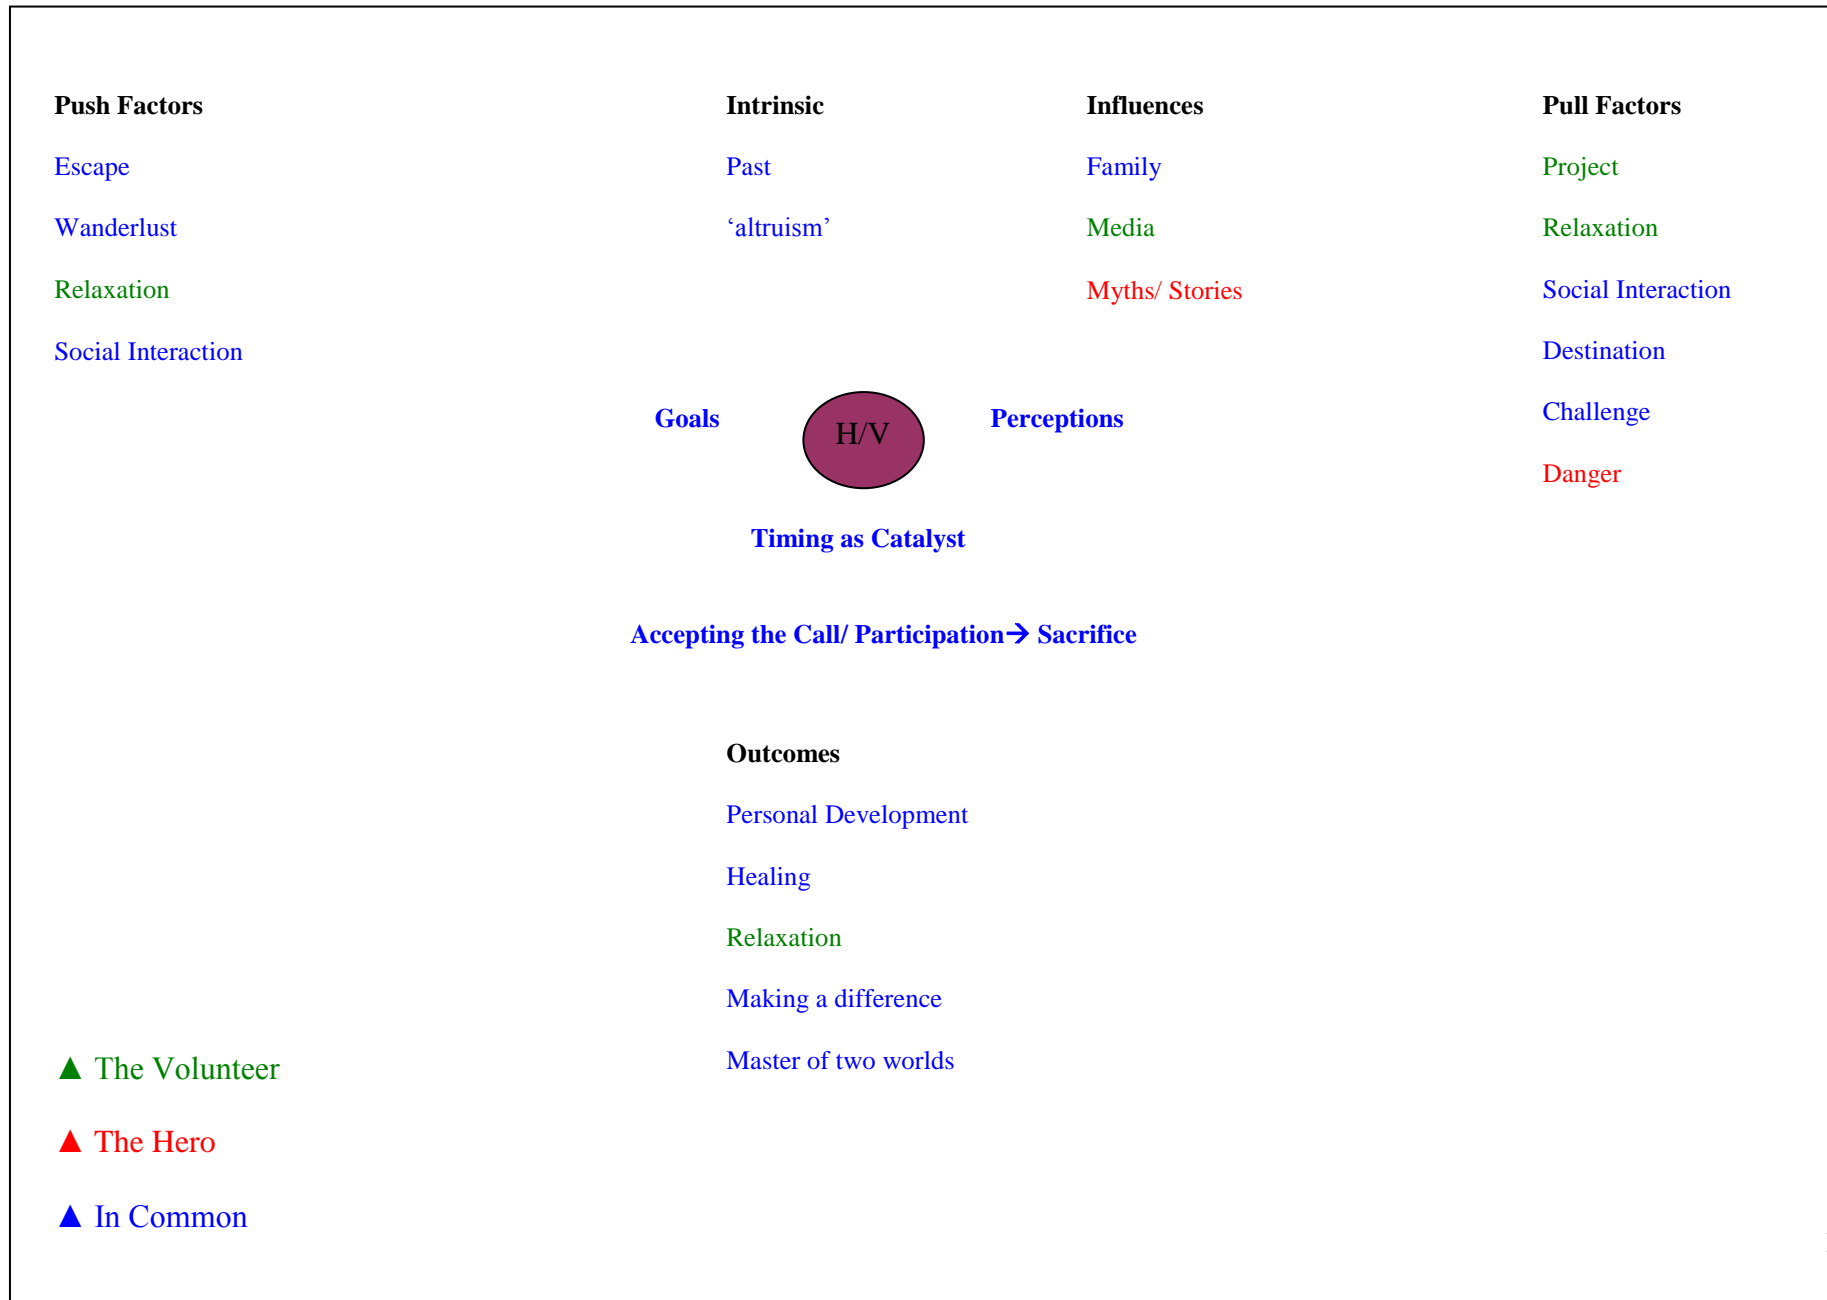 Push Factors
Escape
Wanderlust
Relaxation
Social Interaction
Intrinsic
Past
‘altruism’
Influences
Family
Media
Myths/ Stories
Pull Factors
Project
Relaxation
Social Interaction
Destination
Challenge
Danger
Goals
H/V
Perceptions
Timing as Catalyst
Accepting the Call/ Participation→ Sacrifice
Outcomes
Personal Development
Healing
Relaxation
Making a difference
Master of two worlds
▲ The Volunteer
▲ The Hero
▲ In Common